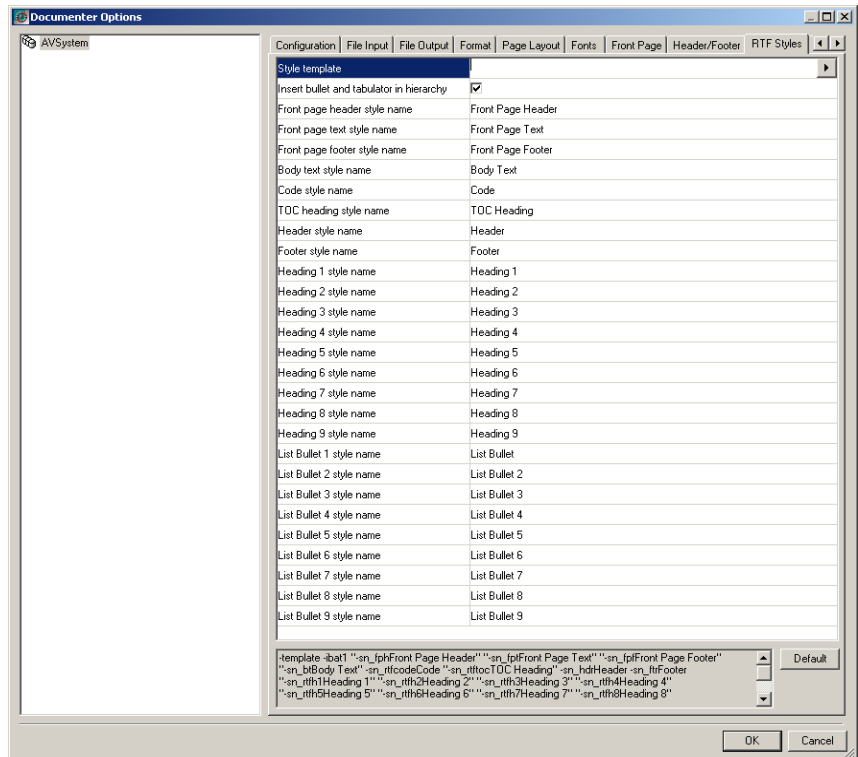 Documenter Options
AVSystem
Configuration File Input File Output Format Page Layout Fonts Front Page Header/Footer RTF Styles
Style template
Insert bullet and tabulator in hierarchy
Front page header style name Front Page Header
Front page text style name Front Page Text
Front page footer style name Front Page Footer
Body text style name Body Text
Code style name Code
TOC heading style name TOC Heading
Header style name Header
Footer style name Footer
Heading 1 style name Heading 1
Heading 2 style name Heading 2
Heading 3 style name Heading 3
Heading 4 style name Heading 4
Heading 5 style name Heading 5
Heading 6 style name Heading 6
Heading 7 style name Heading 7
Heading 8 style name Heading 8
Heading 9 style name Heading 9
List Bullet 1 style name List Bullet
List Bullet 2 style name List Bullet 2
List Bullet 3 style name List Bullet 3
List Bullet 4 style name List Bullet 4
List Bullet 5 style name List Bullet 5
List Bullet 6 style name List Bullet 6
List Bullet 7 style name List Bullet 7
List Bullet 8 style name List Bullet 8
List Bullet 9 style name List Bullet 9
-template -ibat1 "-sn_fphFront Page Header" "-sn_fptFront Page Text" "-sn_fpfFront Page Footer"
"-sn_btBody Text" -sn_rtfcodeCode "-sn_rtftocTOC Heading" -sn_hdrHeader -sn_ftrFooter
"-sn_rtfh1Heading 1" "-sn_rtfh2Heading 2" "-sn_rtfh3Heading 3" "-sn_rtfh4Heading 4"
"-sn_rtfh5Heading 5" "-sn_rtfh6Heading 6" "-sn_rtfh7Heading 7" "-sn_rtfh8Heading 8"
Default
OK Cancel